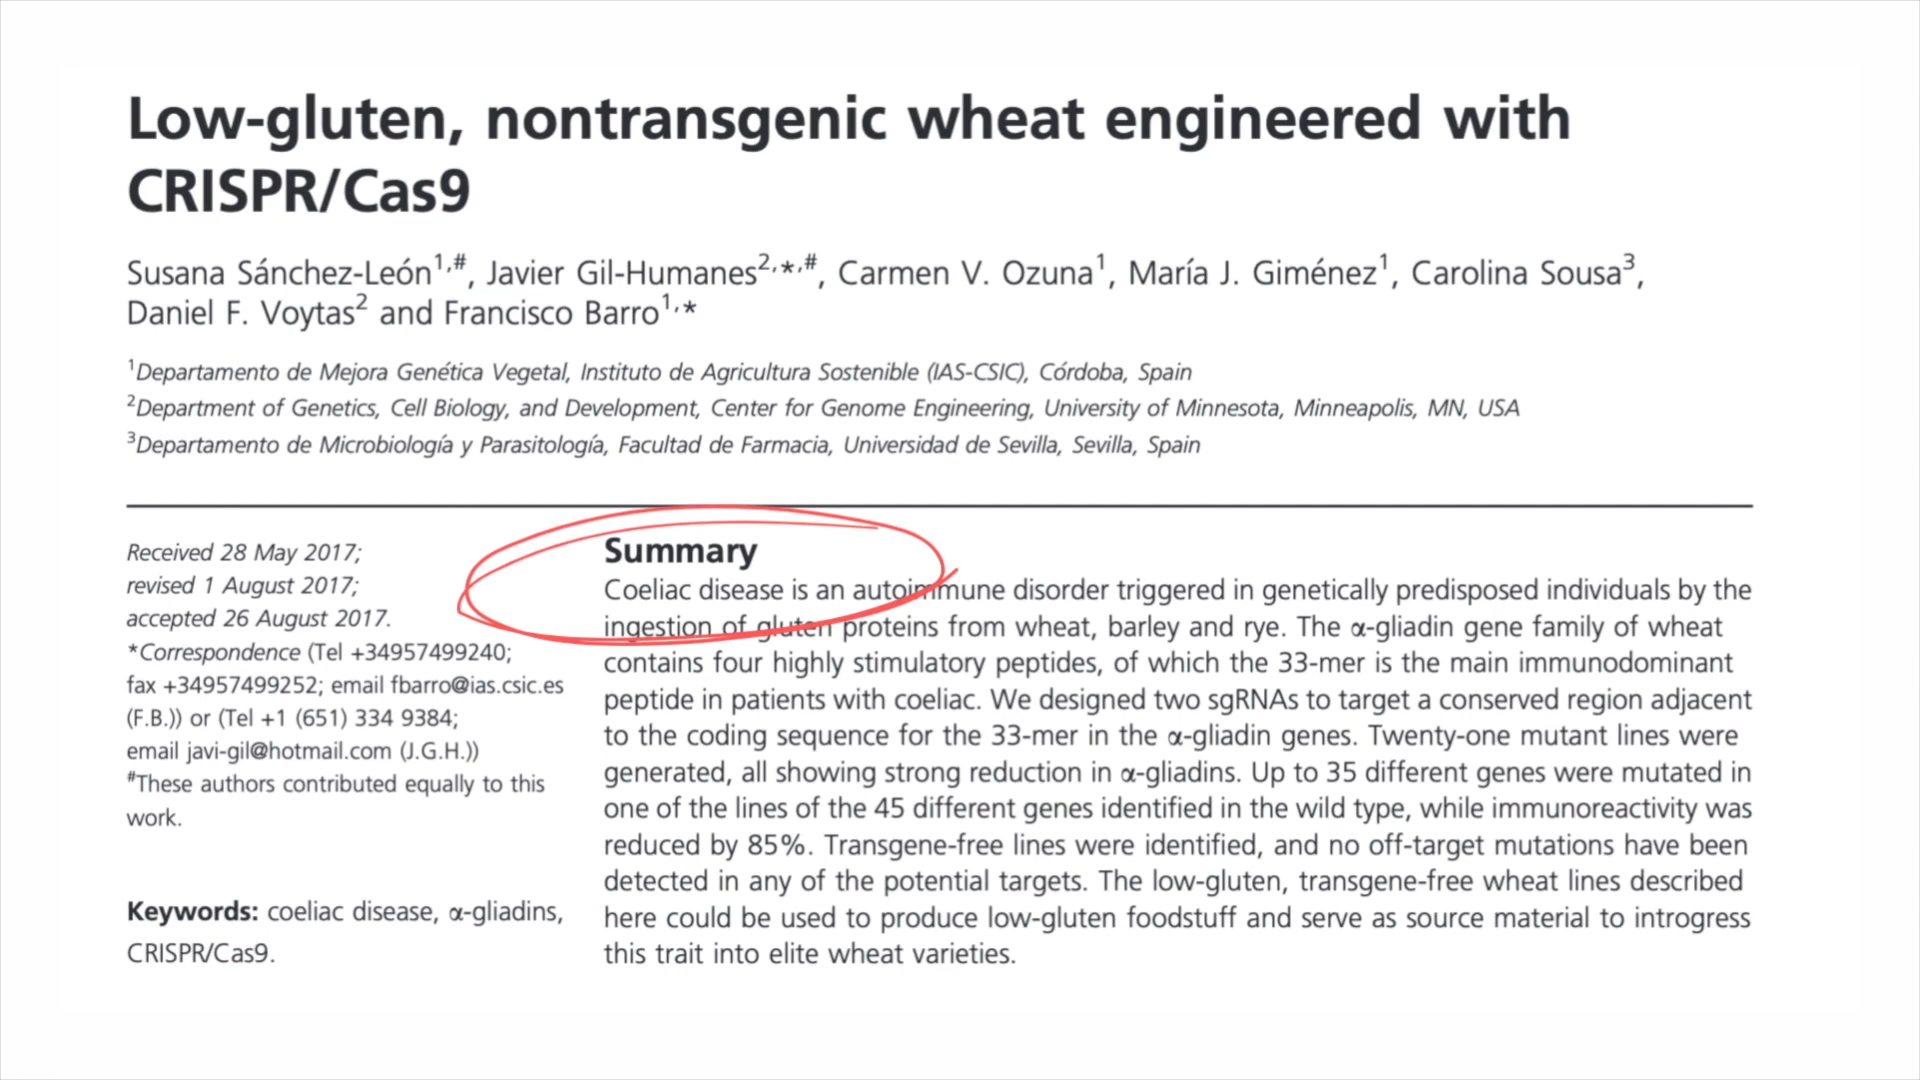 Low-gluten, nontransgenic wheat engineered with
CRISPR/Cas9
Susana Sánchez-León1,#, Javier Gil-Humanes2,*,#, Carmen V. Ozuna1, María J. Giménez1, Carolina Sousa3,
Daniel F. Voytas2 and Francisco Barro1,*
1Departamento de Mejora Genética Vegetal, Instituto de Agricultura Sostenible (IAS-CSIC), Córdoba, Spain
2Department of Genetics, Cell Biology, and Development, Center for Genome Engineering, University of Minnesota, Minneapolis, MN, USA
3Departamento de Microbiología y Parasitología, Facultad de Farmacia, Universidad de Sevilla, Sevilla, Spain
Received 28 May 2017;
revised 1 August 2017;
accepted 26 August 2017.
*Correspondence (Tel +34957499240;
fax +34957499252; email fbarro@ias.csic.es
(F.B.)) or (Tel +1 (651) 334 9384;
email javi-gil@hotmail.com (J.G.H.))
#These authors contributed equally to this
work.
Keywords: coeliac disease, α-gliadins,
CRISPR/Cas9.
Summary
Coeliac disease is an autoimmune disorder triggered in genetically predisposed individuals by the
ingestion of gluten proteins from wheat, barley and rye. The α-gliadin gene family of wheat
contains four highly stimulatory peptides, of which the 33-mer is the main immunodominant
peptide in patients with coeliac. We designed two sgRNAs to target a conserved region adjacent
to the coding sequence for the 33-mer in the α-gliadin genes. Twenty-one mutant lines were
generated, all showing strong reduction in α-gliadins. Up to 35 different genes were mutated in
one of the lines of the 45 different genes identified in the wild type, while immunoreactivity was
reduced by 85%. Transgene-free lines were identified, and no off-target mutations have been
detected in any of the potential targets. The low-gluten, transgene-free wheat lines described
here could be used to produce low-gluten foodstuff and serve as source material to introgress
this trait into elite wheat varieties.